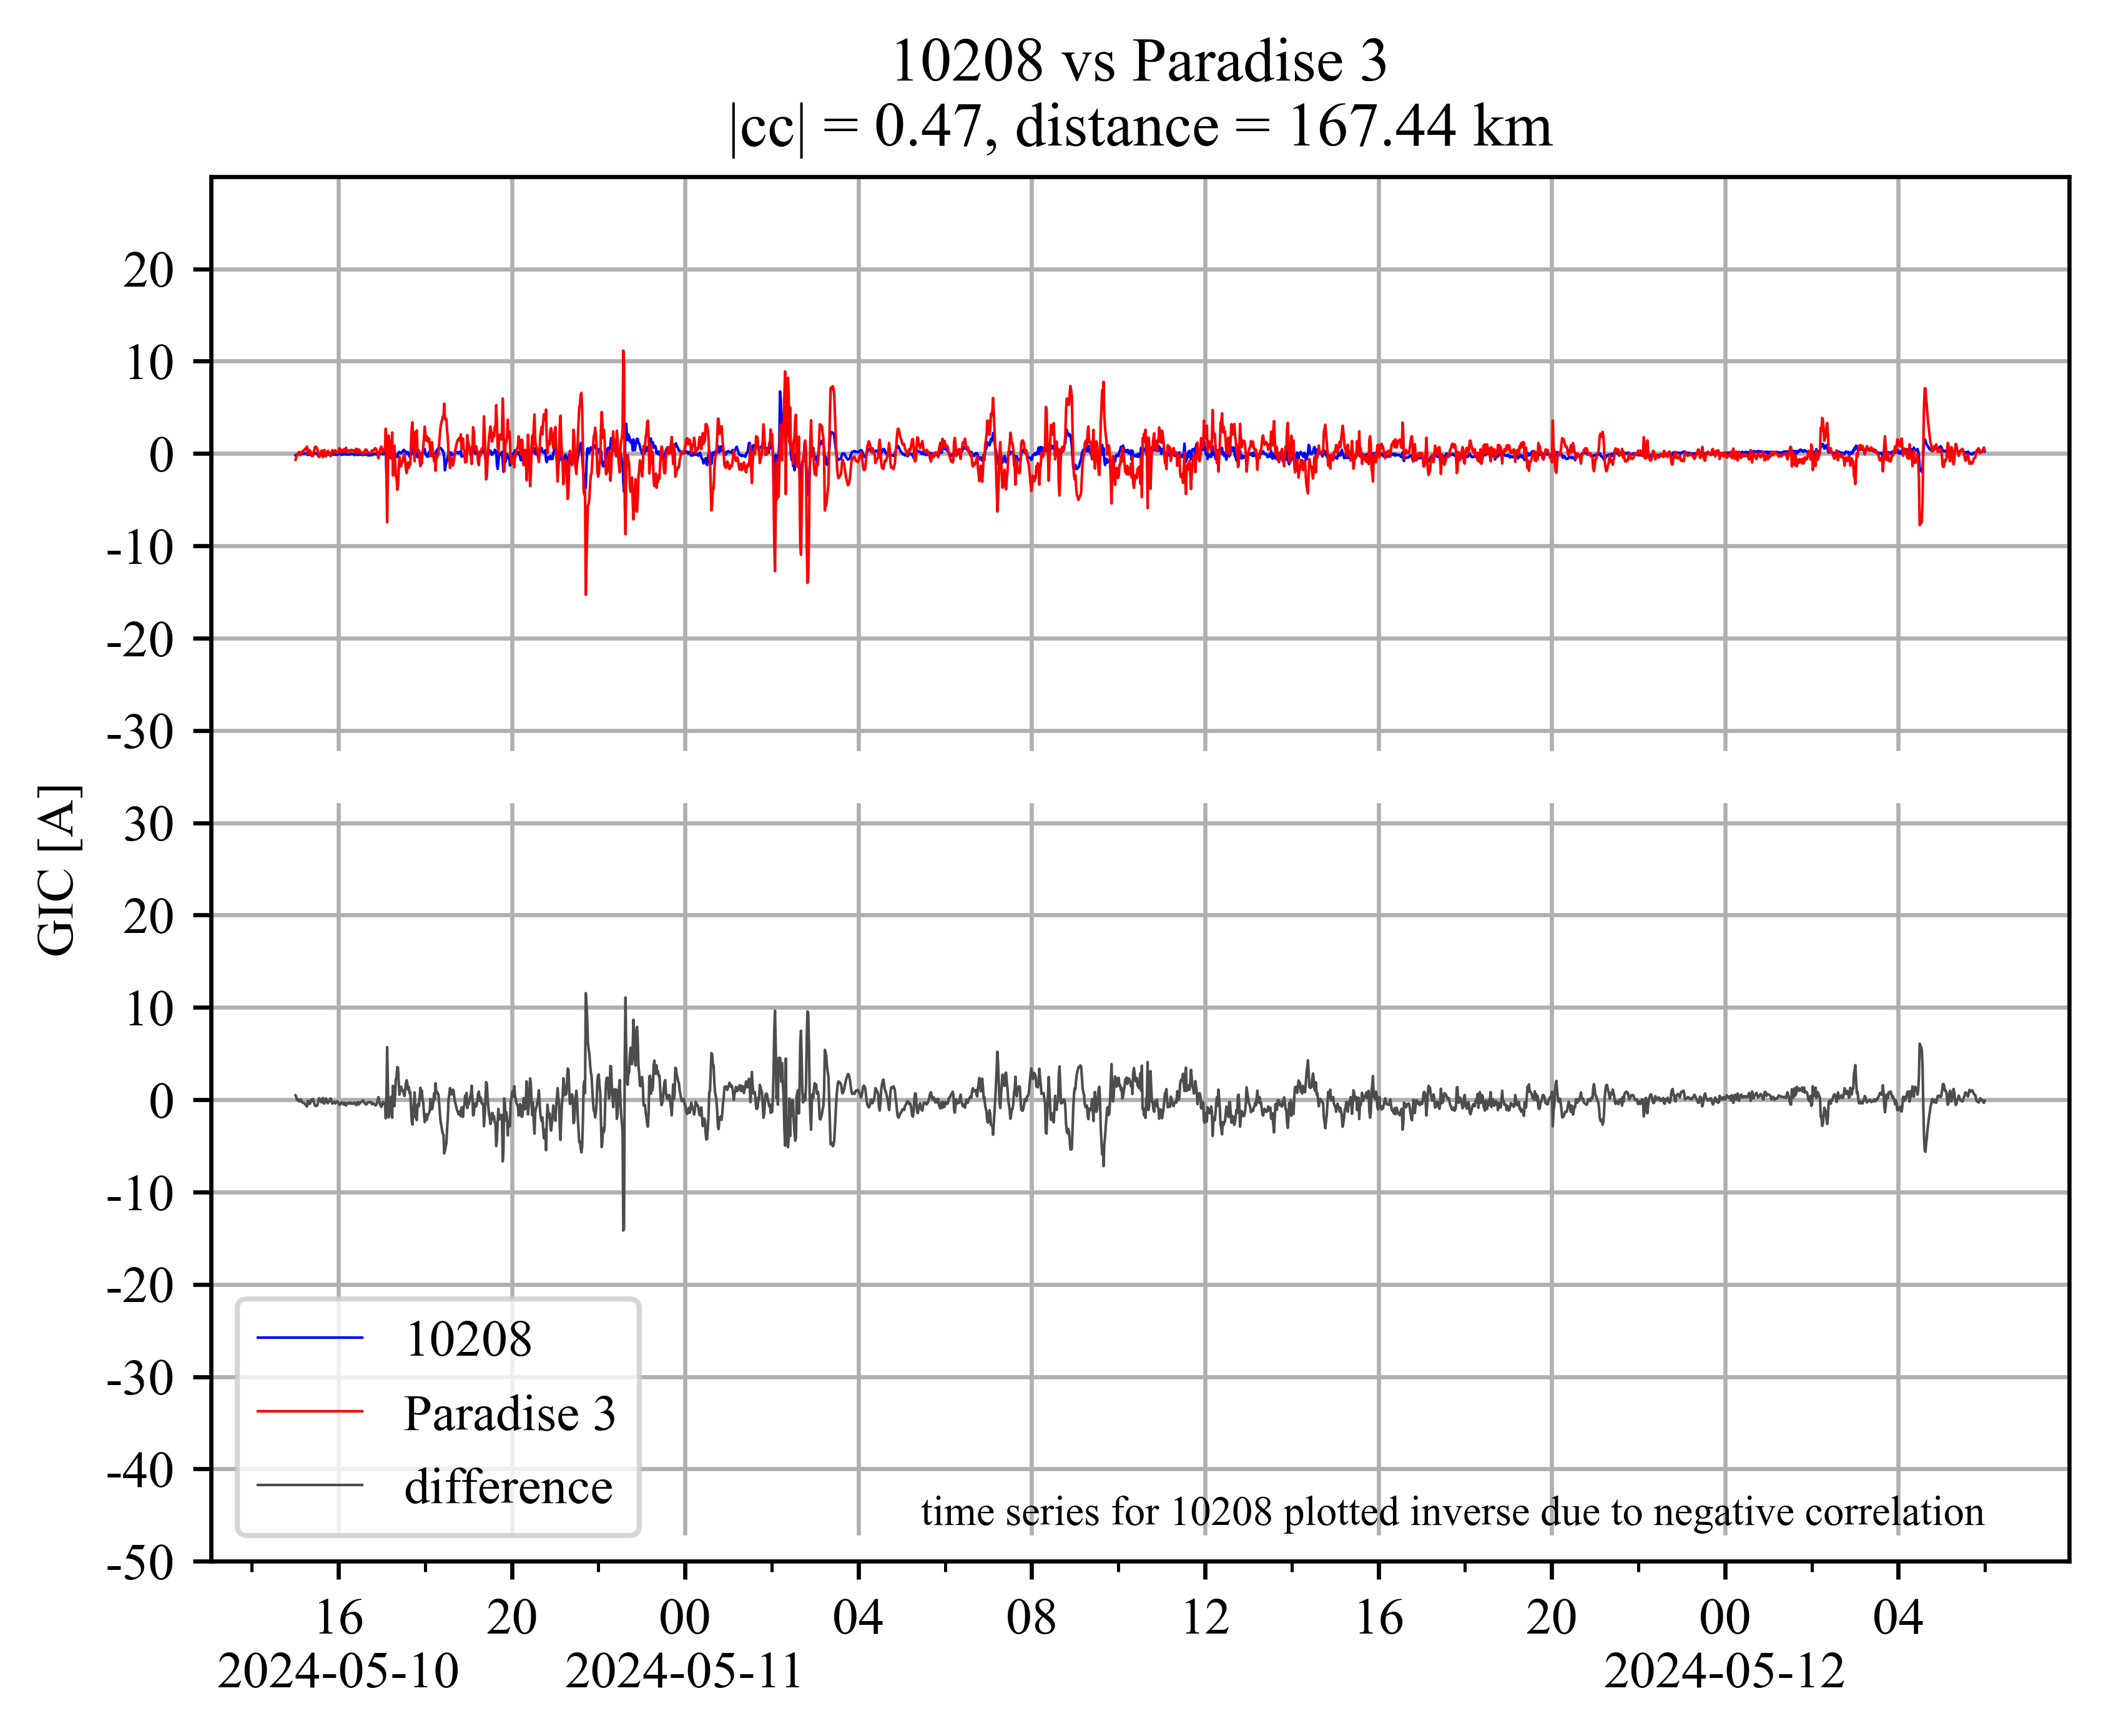 10208 vs Paradise 3
|cc| = 0.47, distance = 167.44 km
20
10
0
-10
-20
-30
30
20
10
0
-10
-20
-30
-40
-50
GIC [A]
10208
Paradise 3
difference
time series for 10208 plotted inverse due to negative correlation
16 20 00 04 08 12 16 20 00 04
2024-05-10 2024-05-11 2024-05-12